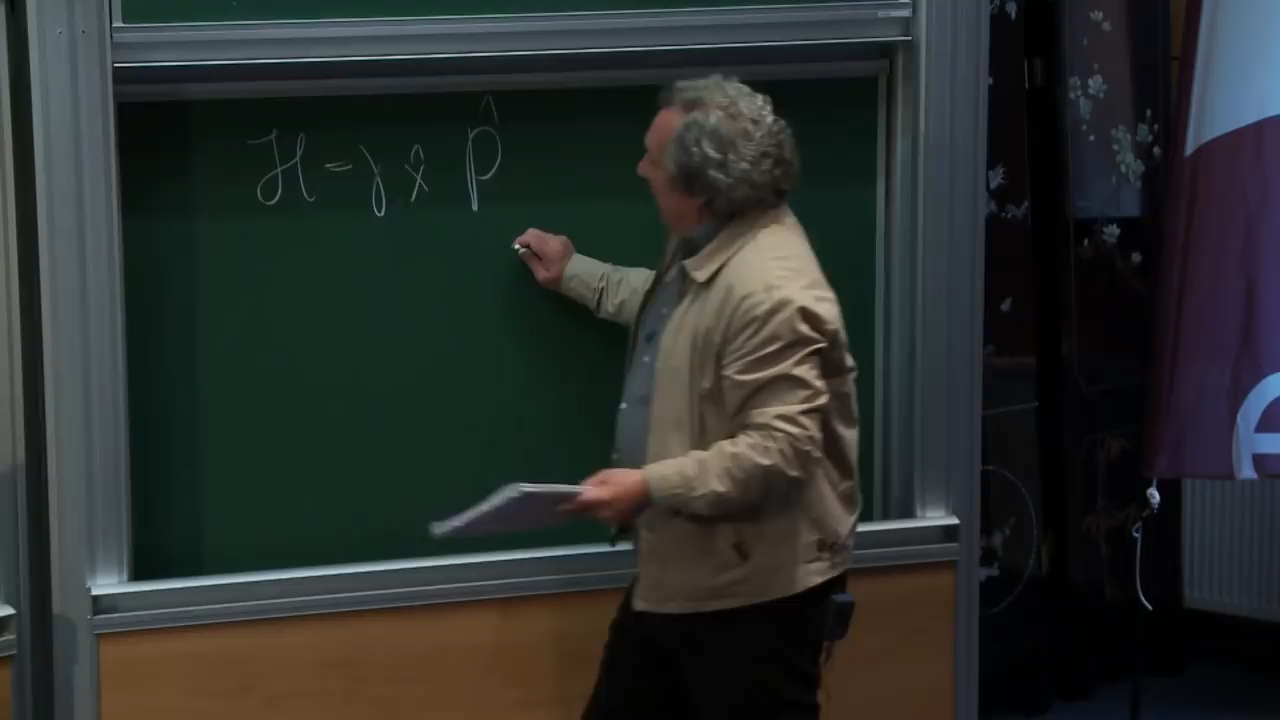 H = γ x̂ p̂